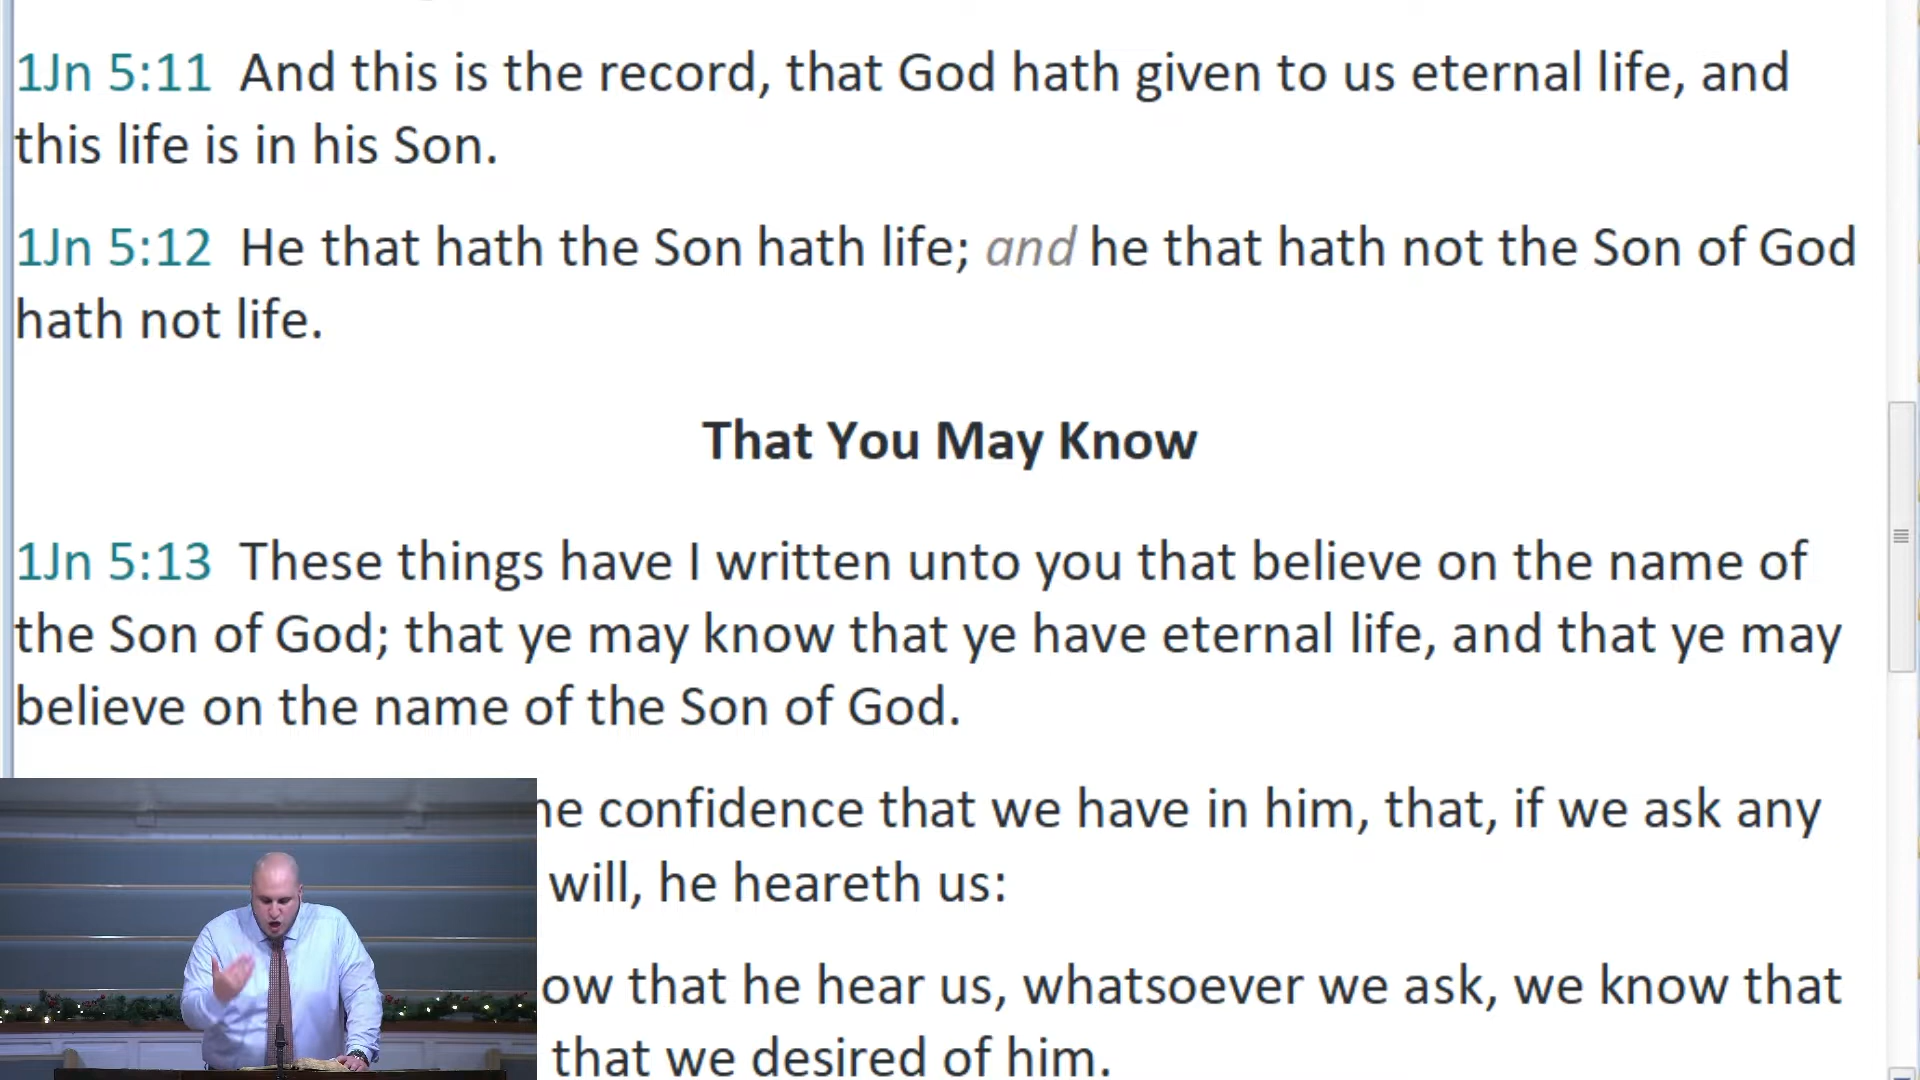 1Jn 5:11 And this is the record, that God hath given to us eternal life, and
this life is in his Son.
1Jn 5:12 He that hath the Son hath life; and he that hath not the Son of God
hath not life.
That You May Know
1Jn 5:13 These things have I written unto you that believe on the name of
the Son of God; that ye may know that ye have eternal life, and that ye may
believe on the name of the Son of God.
confidence that we have in him, that, if we ask any
will, he heareth us:
that he hear us, whatsoever we ask, we know that
that we desired of him.